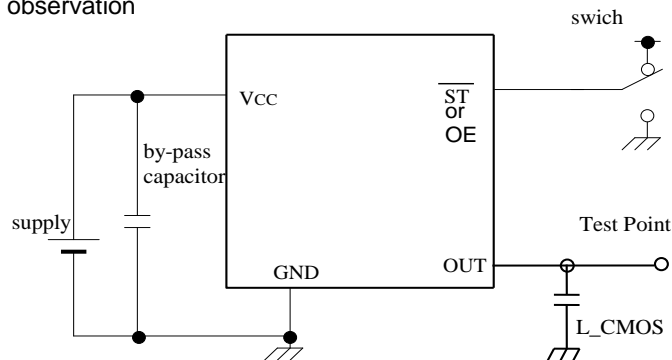 observation
swich
VCC
ST
or
OE
by-pass
capacitor
supply
Test Point
GND
OUT
L_CMOS